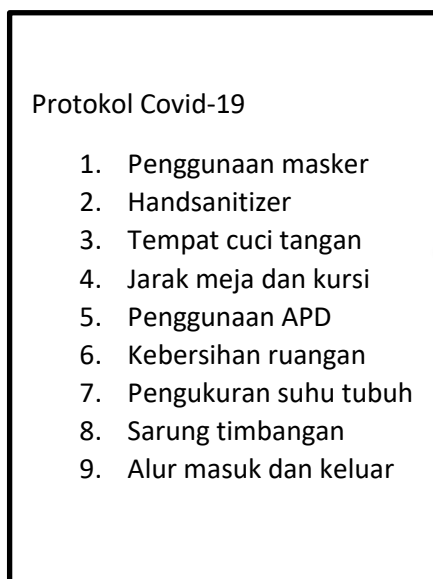 Protokol Covid-19
1. Penggunaan masker
2. Handsanitizer
3. Tempat cuci tangan
4. Jarak meja dan kursi
5. Penggunaan APD
6. Kebersihan ruangan
7. Pengukuran suhu tubuh
8. Sarung timbangan
9. Alur masuk dan keluar